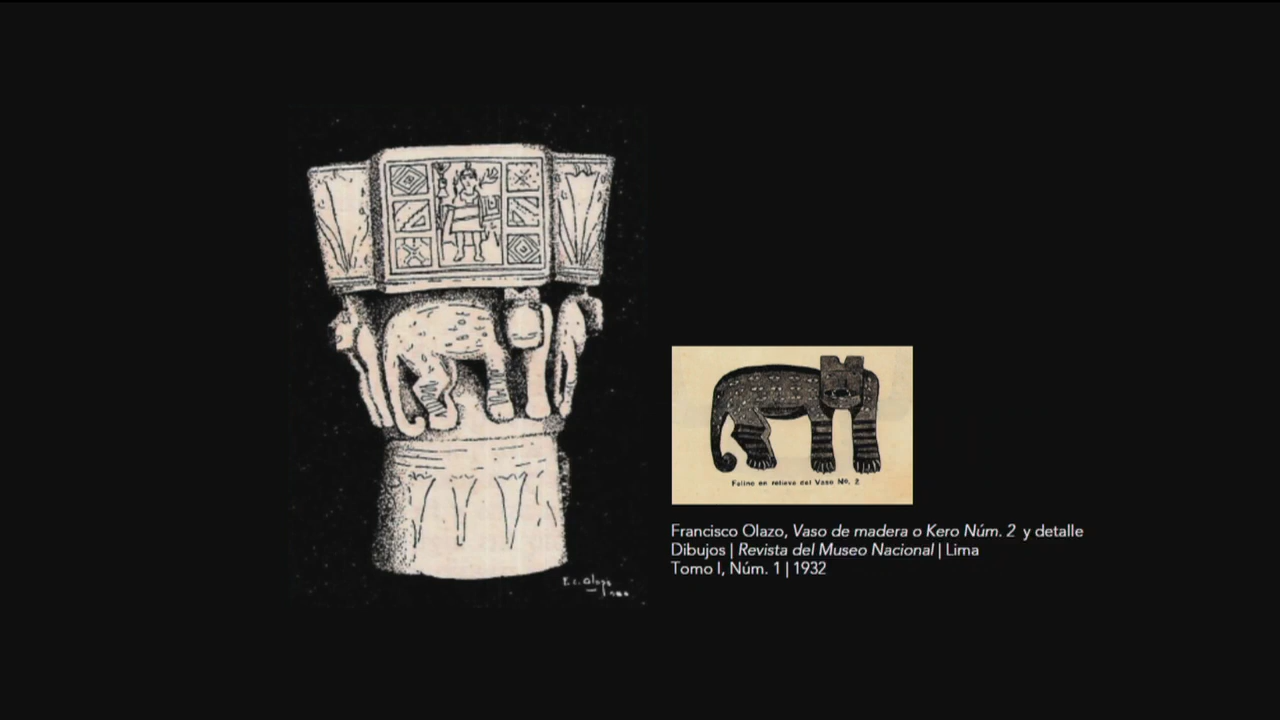 F. c. Olazo
Felino en relieve del Vaso Nº. 2
Francisco Olazo, Vaso de madera o Kero Núm. 2 y detalle
Dibujos | Revista del Museo Nacional | Lima
Tomo I, Núm. 1 | 1932